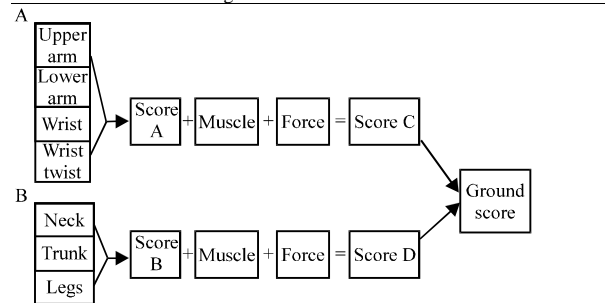 A
Upper
arm
Lower
arm
Wrist
Wrist
twist
Score
A
+ Muscle + Force = Score C
Ground
score
B
Neck
Trunk
Legs
Score
B
+ Muscle + Force = Score D